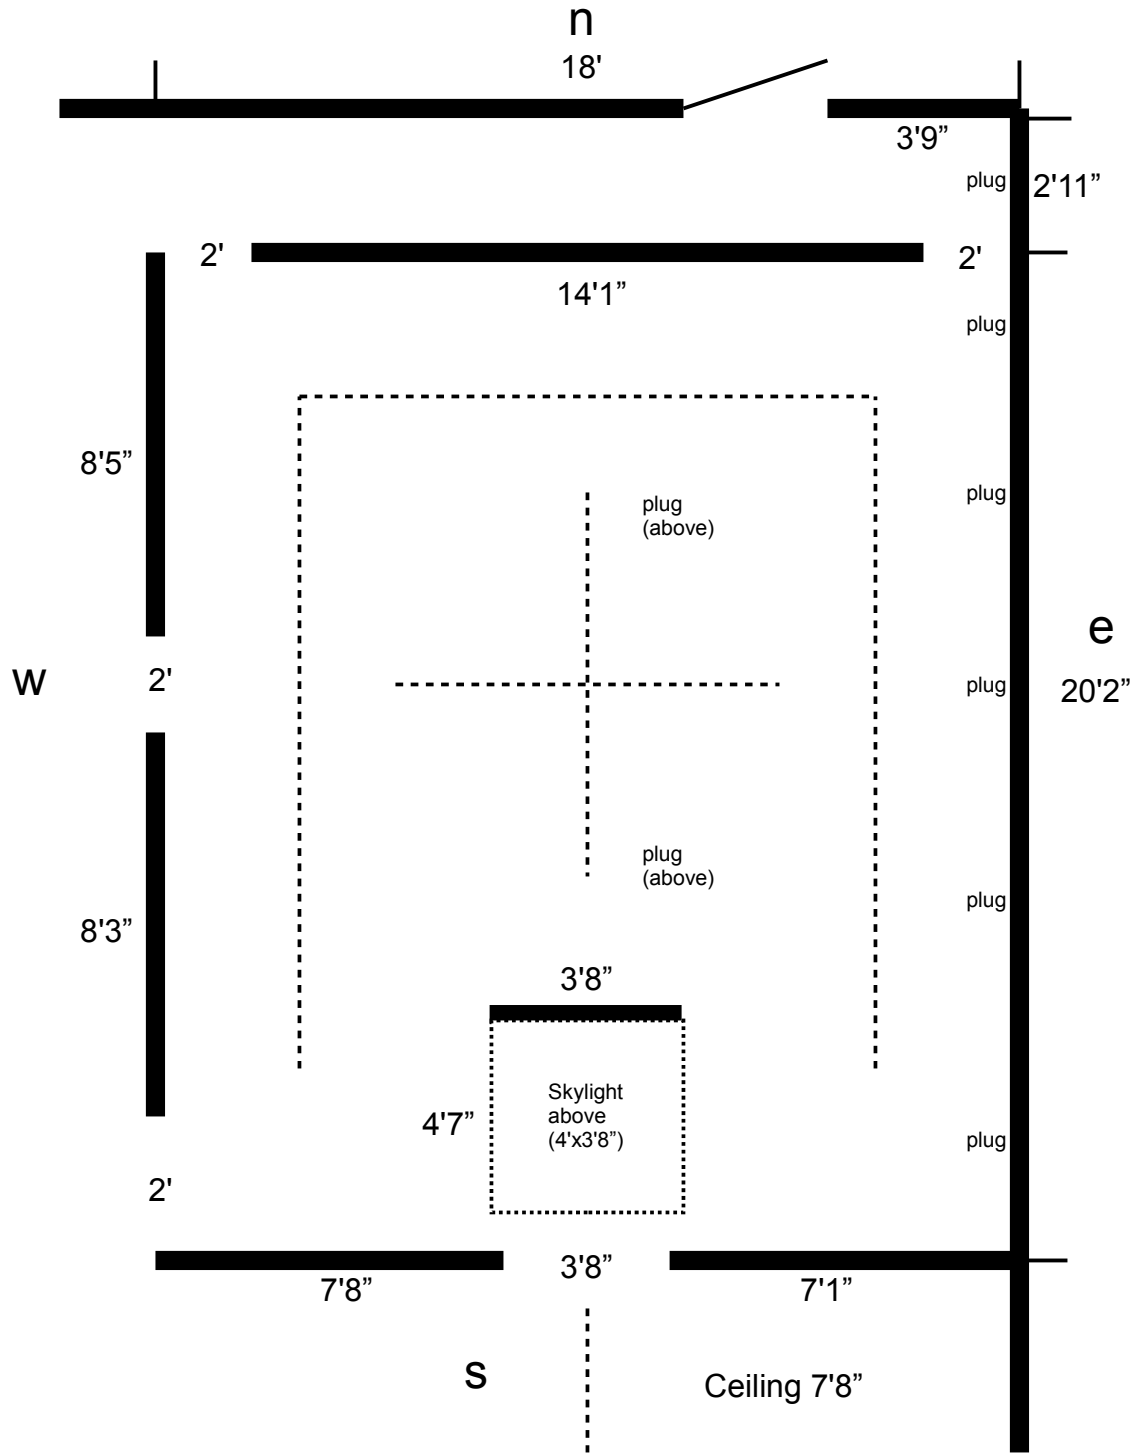 n
18'
3'9”
plug
2'11”
2'
2'
14'1”
plug
8'5”
plug
plug
(above)
e
w
2'
plug
20'2”
plug
(above)
plug
8'3”
3'8”
Skylight
above
(4'x3'8”)
4'7”
plug
2'
3'8”
7'8”
7'1”
s
Ceiling 7'8”